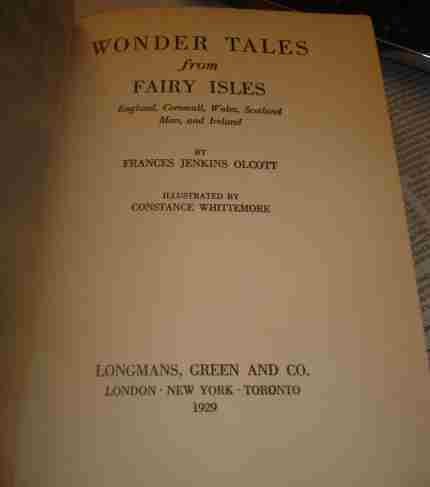 WONDER TALES
from
FAIRY ISLES
England, Cornwall, Wales, Scotland
Man, and Ireland
BY
FRANCES JENKINS OLCOTT
ILLUSTRATED BY
CONSTANCE WHITTEMORE
LONGMANS, GREEN AND CO.
LONDON · NEW YORK · TORONTO
1929